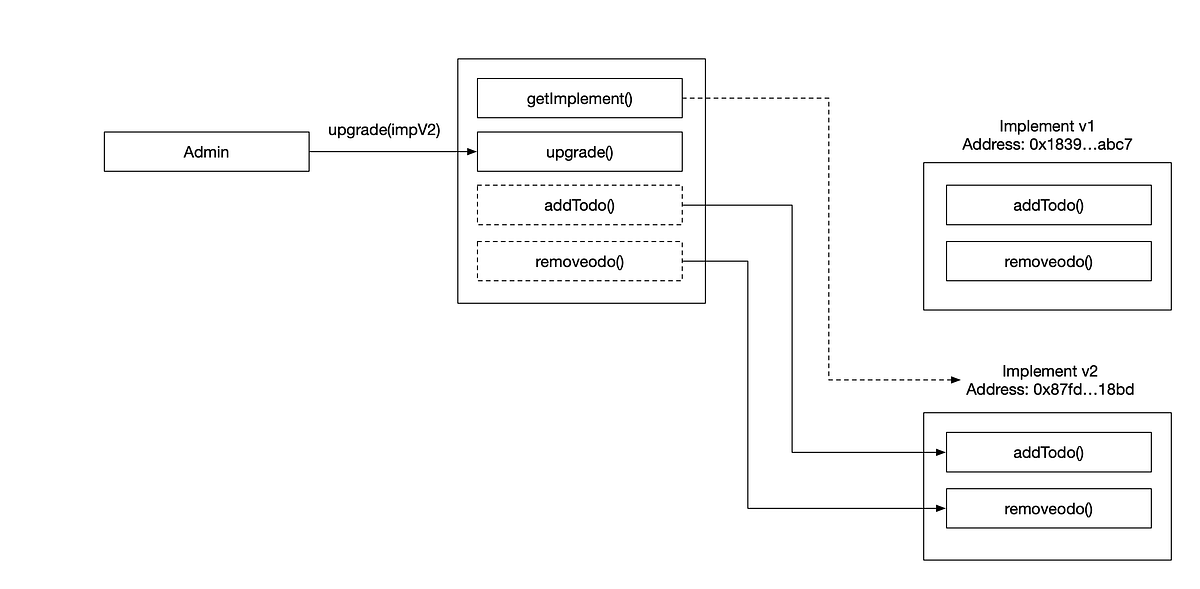 Admin
upgrade(impV2)
getImplement()
upgrade()
addTodo()
removeodo()
Implement v1
Address: 0x1839...abc7
addTodo()
removeodo()
Implement v2
Address: 0x87fd...18bd
addTodo()
removeodo()